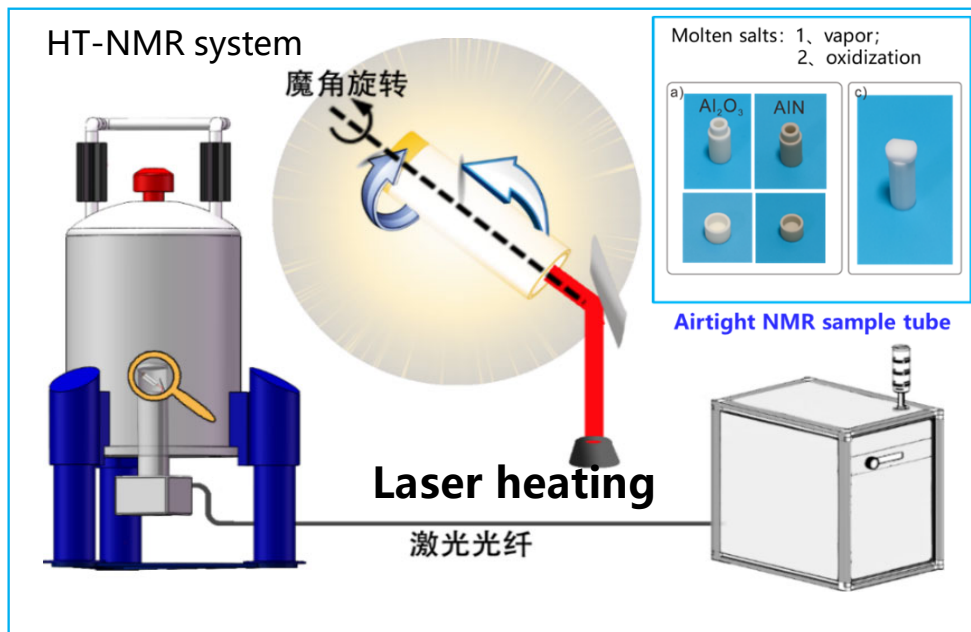 HT-NMR system
魔角旋转
Molten salts: 1、vapor;
2、oxidization
a)
Al₂O₃
AlN
c)
Airtight NMR sample tube
Laser heating
激光光纤